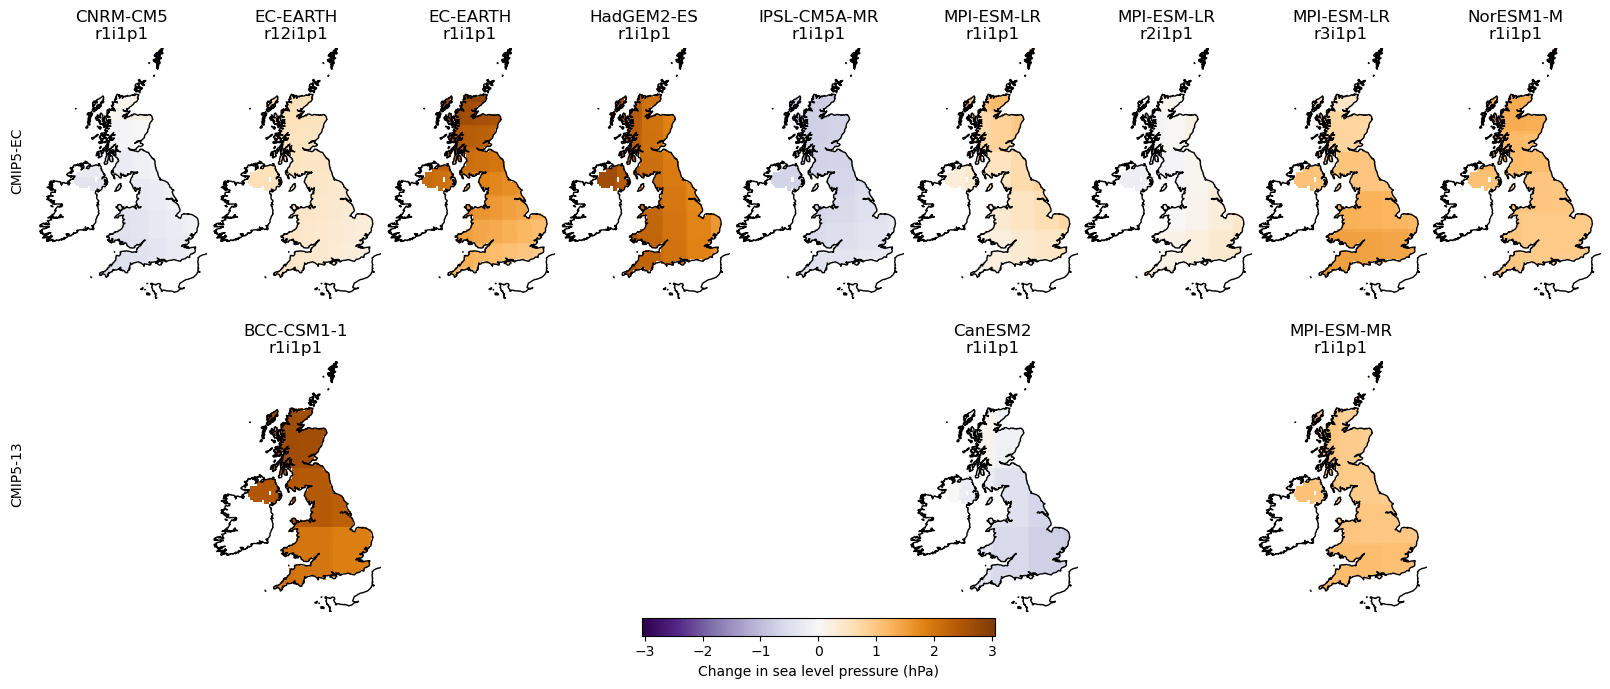 CNRM-CM5
r1i1p1
EC-EARTH
r12i1p1
EC-EARTH
r1i1p1
HadGEM2-ES
r1i1p1
IPSL-CM5A-MR
r1i1p1
MPI-ESM-LR
r1i1p1
MPI-ESM-LR
r2i1p1
MPI-ESM-LR
r3i1p1
NorESM1-M
r1i1p1
CMIP5-EC
BCC-CSM1-1
r1i1p1
CanESM2
r1i1p1
MPI-ESM-MR
r1i1p1
CMIP5-13
−3 −2 −1 0 1 2 3
Change in sea level pressure (hPa)